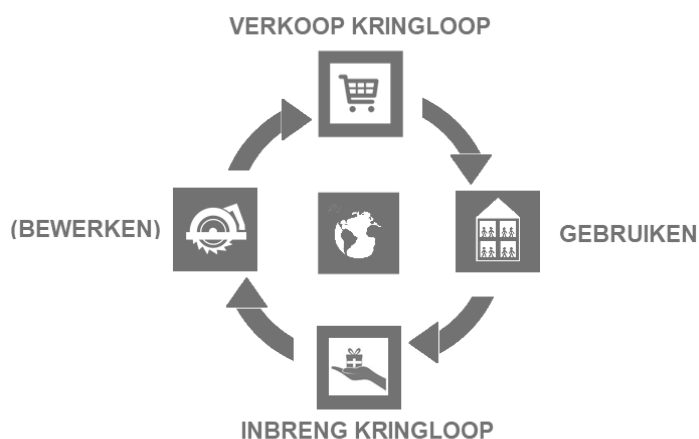 VERKOOP KRINGLOOP
(BEWERKEN)
GEBRUIKEN
INBRENG KRINGLOOP